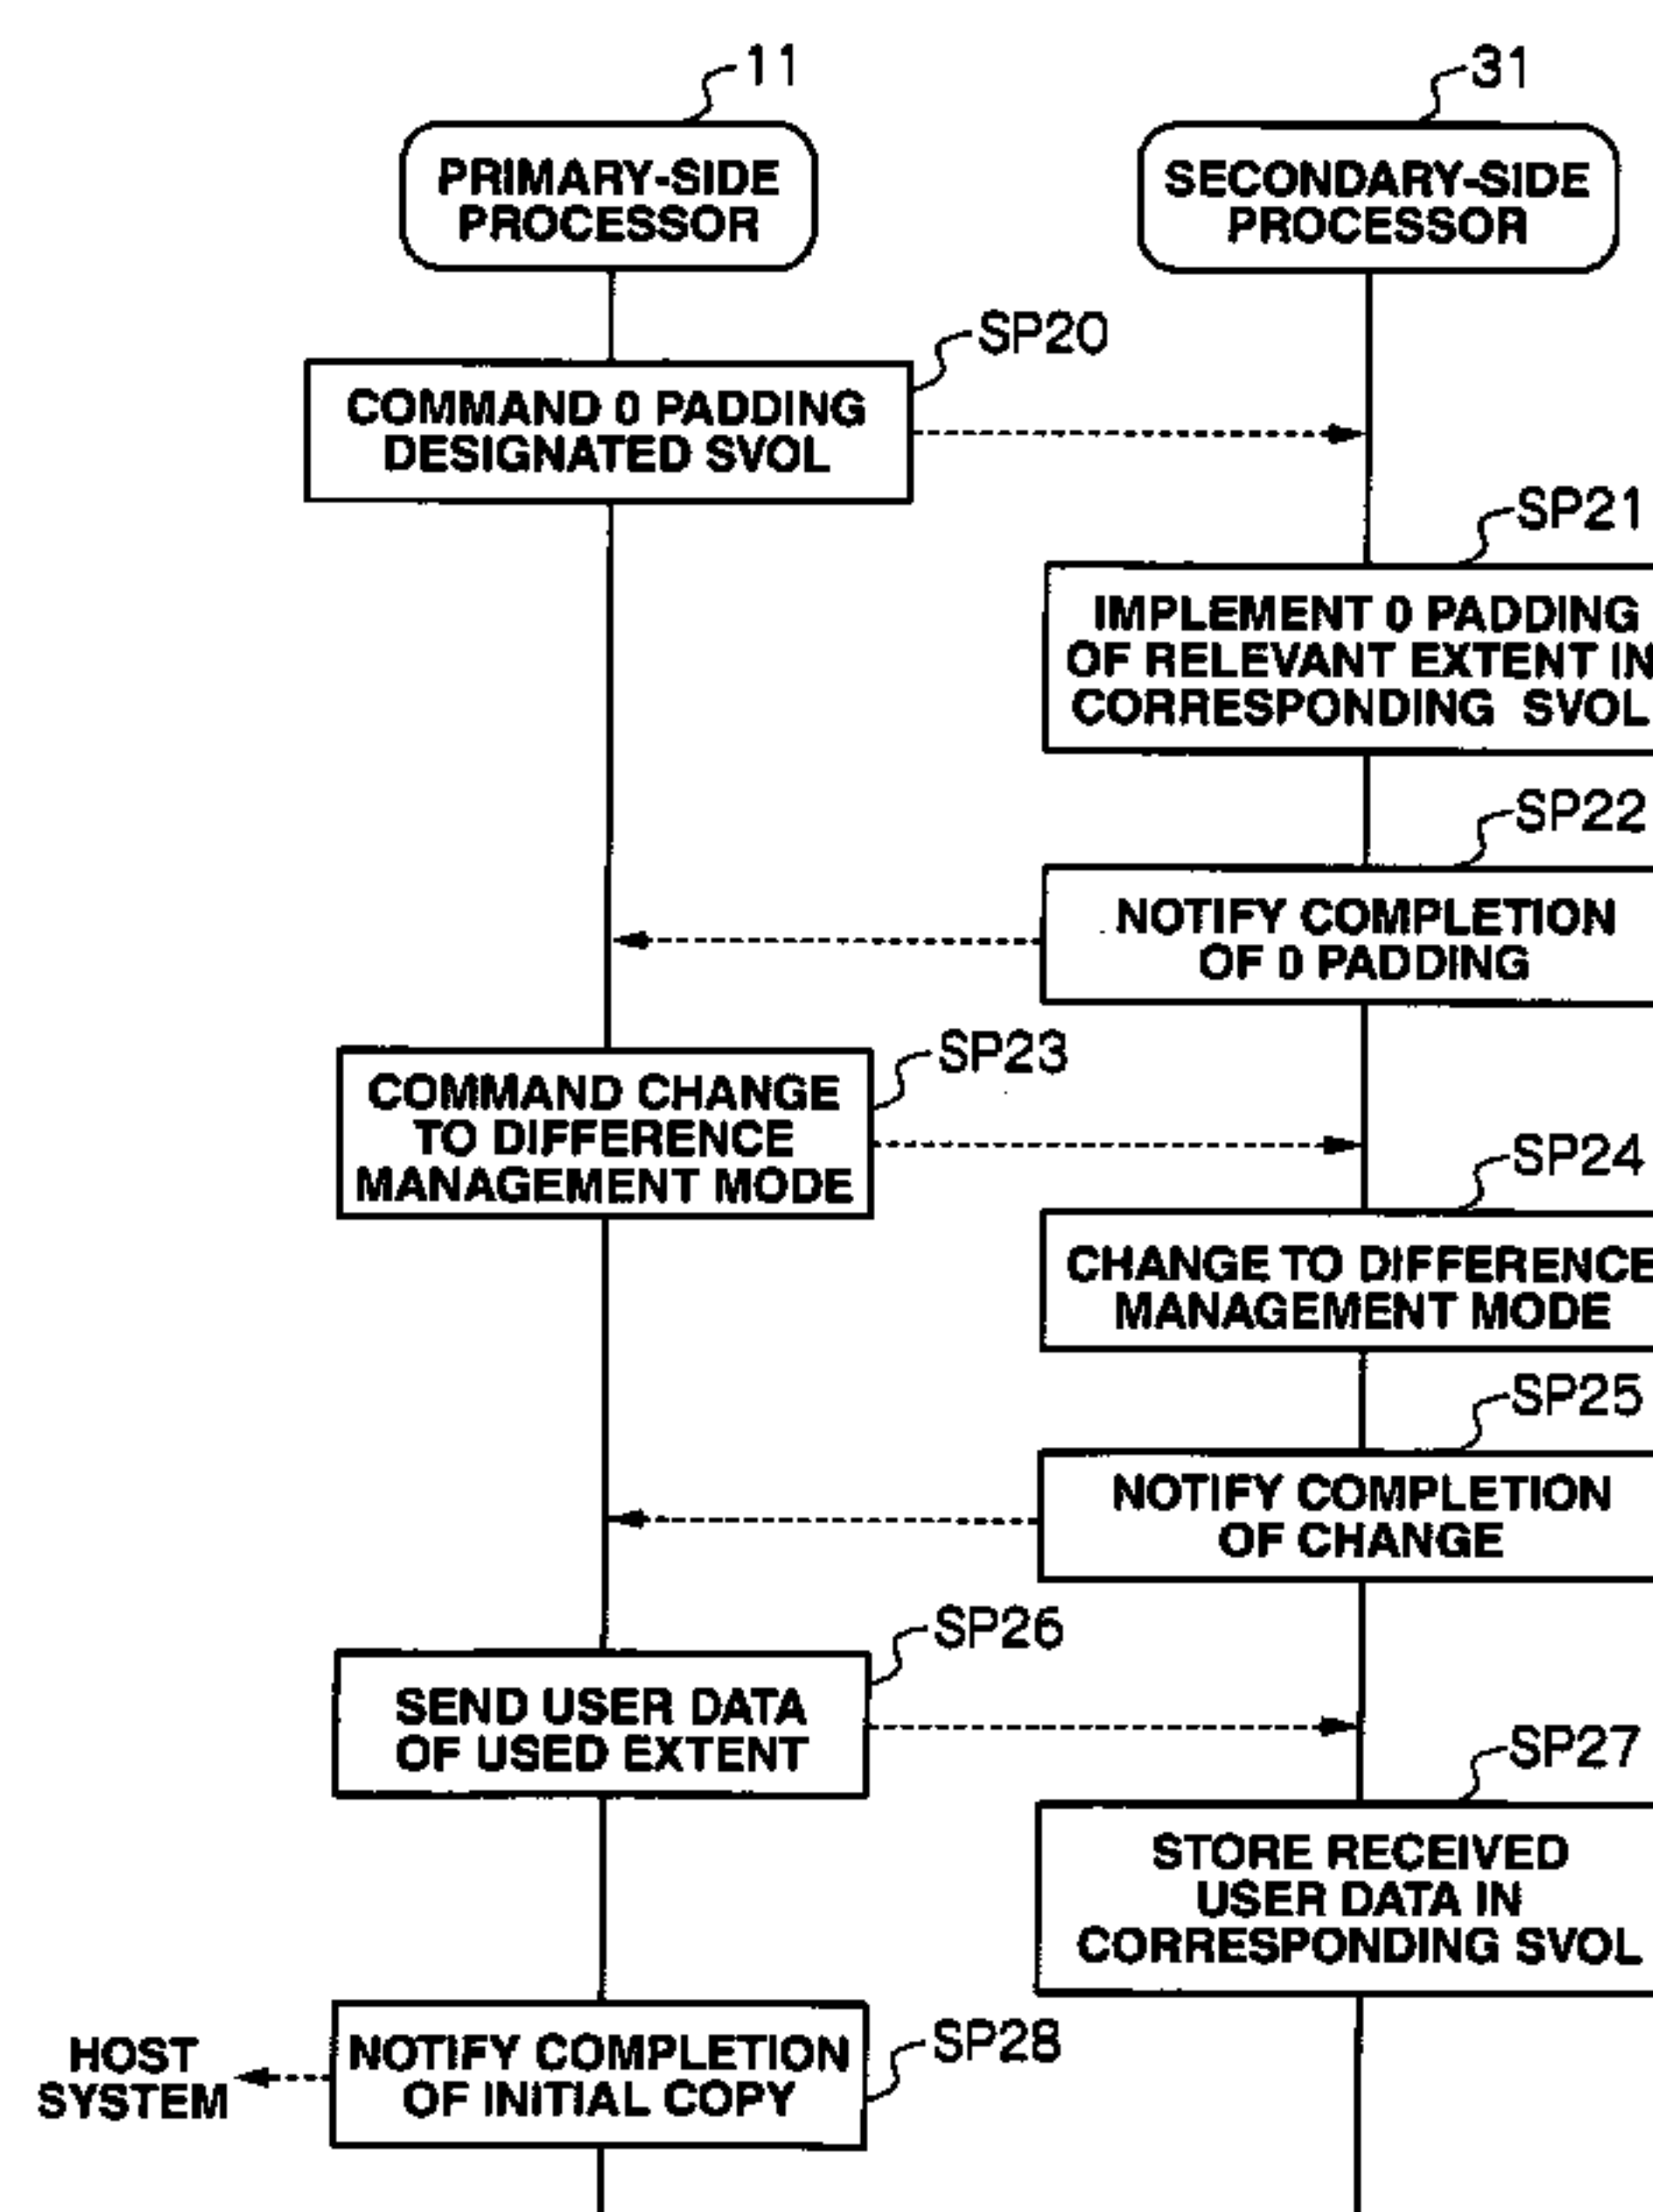 11
31
PRIMARY-SIDE
PROCESSOR
SECONDARY-SIDE
PROCESSOR
SP20
COMMAND 0 PADDING
DESIGNATED SVOL
SP21
IMPLEMENT 0 PADDING
OF RELEVANT EXTENT IN
CORRESPONDING SVOL
SP22
NOTIFY COMPLETION
OF 0 PADDING
SP23
COMMAND CHANGE
TO DIFFERENCE
MANAGEMENT MODE
SP24
CHANGE TO DIFFERENCE
MANAGEMENT MODE
SP25
NOTIFY COMPLETION
OF CHANGE
SP26
SEND USER DATA
OF USED EXTENT
SP27
STORE RECEIVED
USER DATA IN
CORRESPONDING SVOL
SP28
NOTIFY COMPLETION
OF INITIAL COPY
HOST
SYSTEM